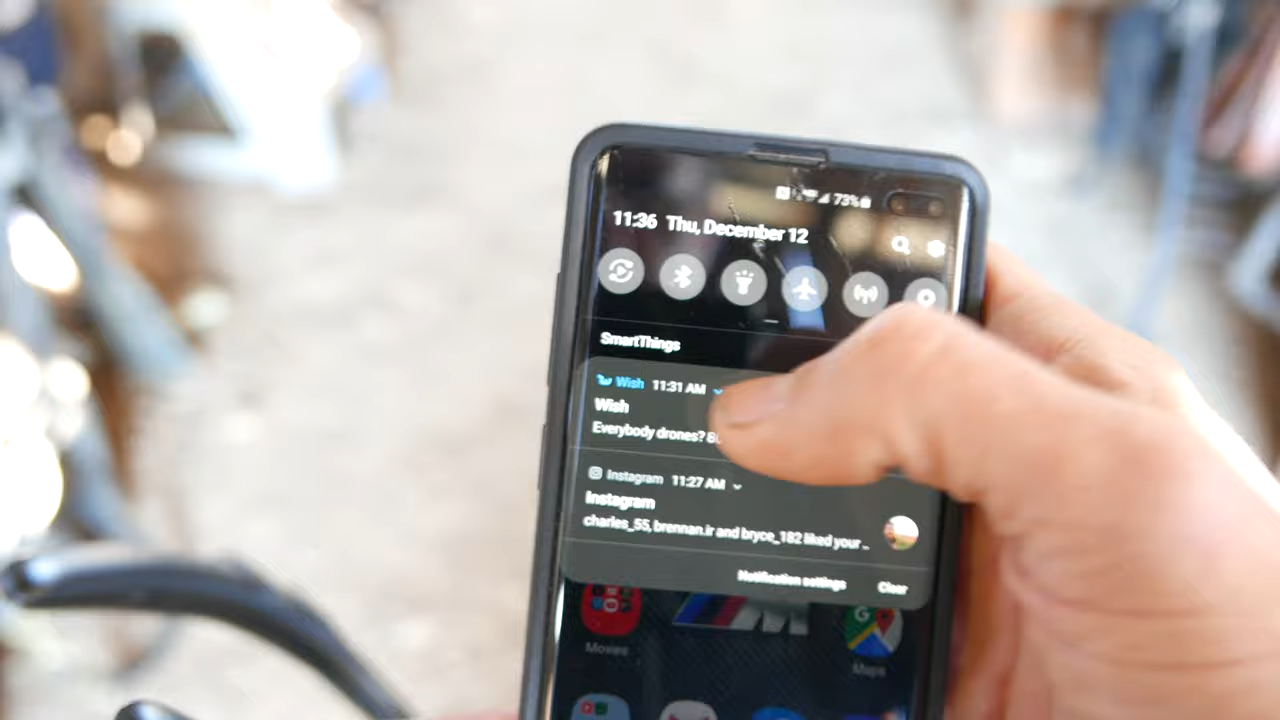 73%
11:36 Thu, December 12
SmartThings
Wish 11:31 AM
Wish
Everybody drones? 80
Instagram 11:27 AM
Instagram
charles_55, brennan.ir and bryce_182 liked your ..
Notification settings Clear
Movies
Maps